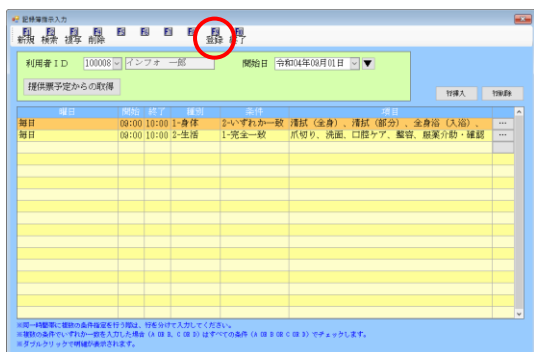 記録簿指示入力
新規 検索 複写 削除 登録 終了
利用者ID 100008 インフォ 一郎 開始日 令和04年09月01日 ▼
提供票予定からの取得
行挿入 行削除
曜日 開始 終了 種別 条件 項目
毎日 09:00 10:00 1-身体 2-いずれか一致 清拭（全身）、清拭（部分）、全身浴（入浴）、 …
毎日 09:00 10:00 2-生活 1-完全一致 爪切り、洗面、口腔ケア、整容、服薬介助・確認 …
※同一時間帯に複数の条件指定を行う際は、行を分けて入力してください。
※複数の条件でいずれか一致を入力した場合（A OR B、C OR D）はすべての条件（A OR B OR C OR D）でチェックします。
※ダブルクリックで明細が表示されます。